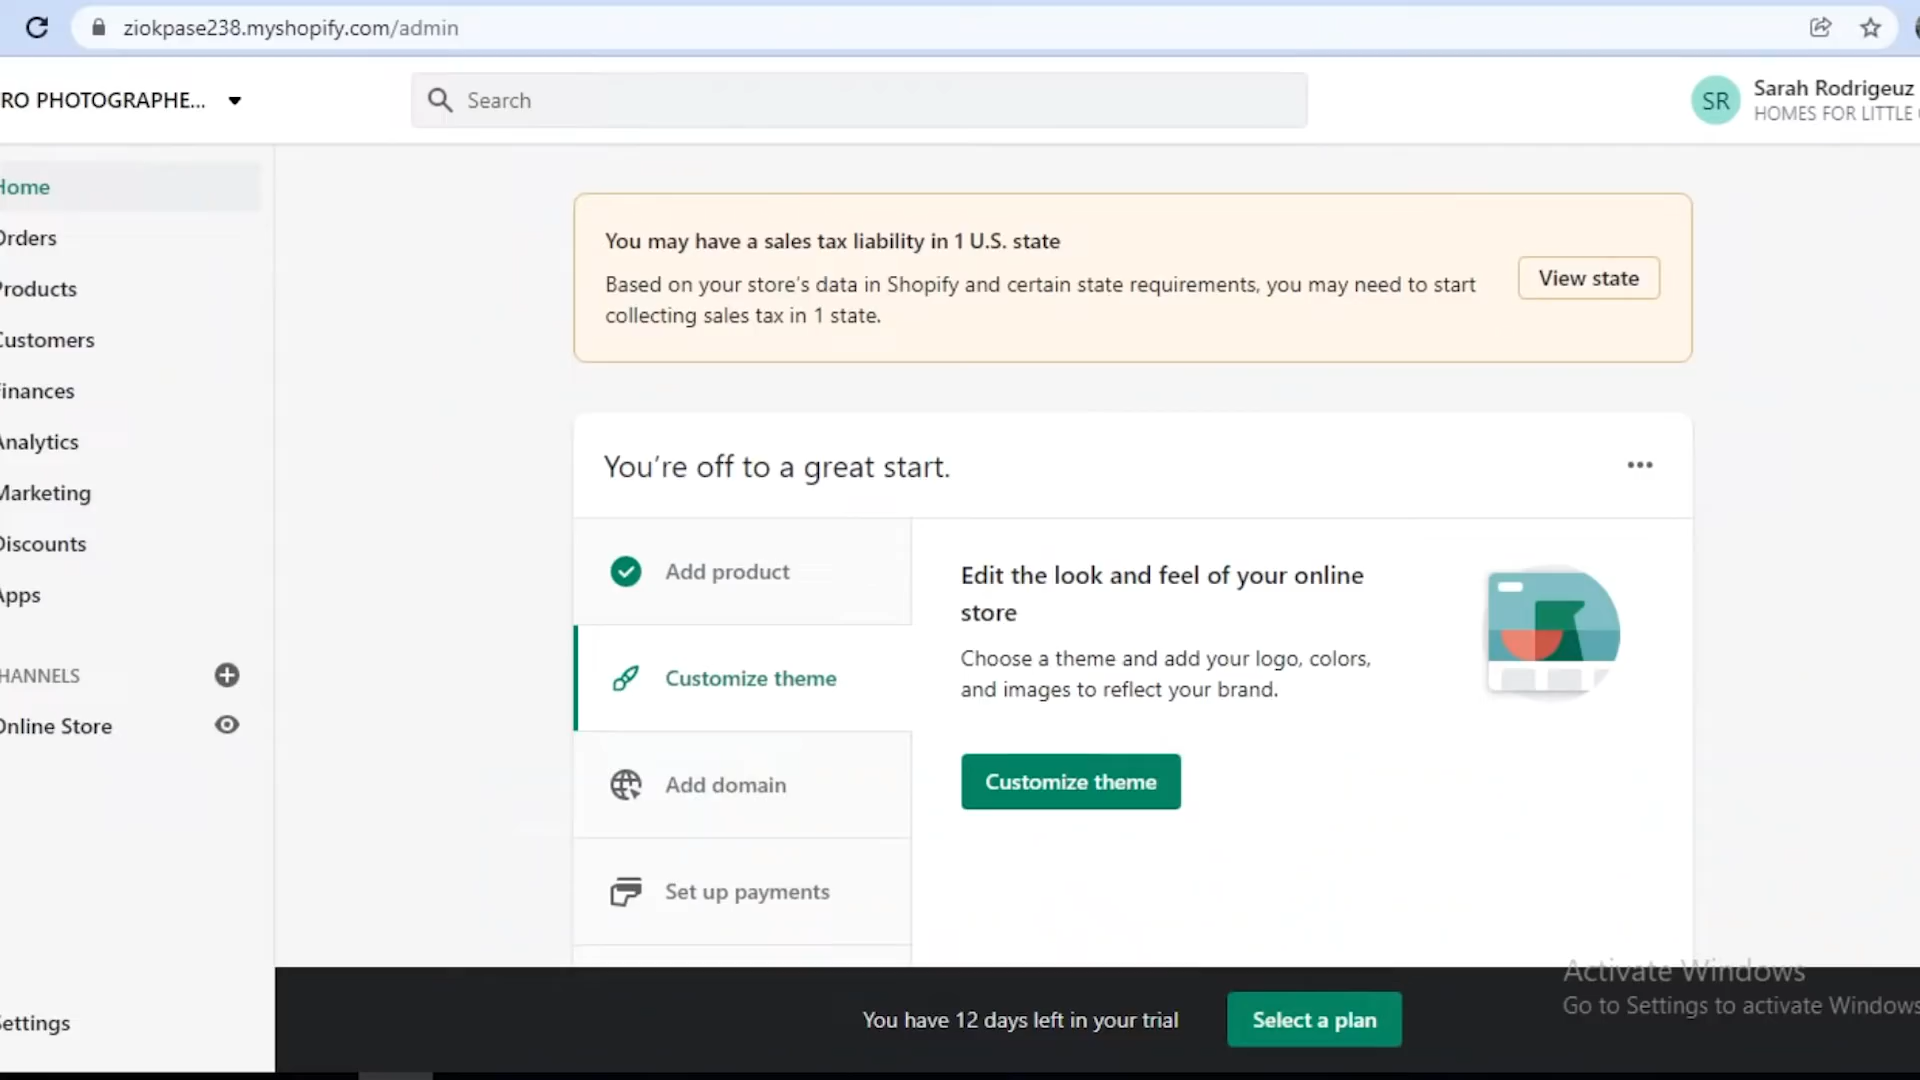 ziokpase238.myshopify.com/admin
RO PHOTOGRAPHE...
Search
SR
Sarah Rodrigeuz
HOMES FOR LITTLE
Home
Orders
Products
Customers
Finances
Analytics
Marketing
Discounts
Apps
HANNELS
Online Store
Settings
You may have a sales tax liability in 1 U.S. state
Based on your store's data in Shopify and certain state requirements, you may need to start
collecting sales tax in 1 state.
View state
You're off to a great start.
Add product
Customize theme
Add domain
Set up payments
Edit the look and feel of your online
store
Choose a theme and add your logo, colors,
and images to reflect your brand.
Customize theme
You have 12 days left in your trial
Select a plan
Activate Windows
Go to Settings to activate Windows